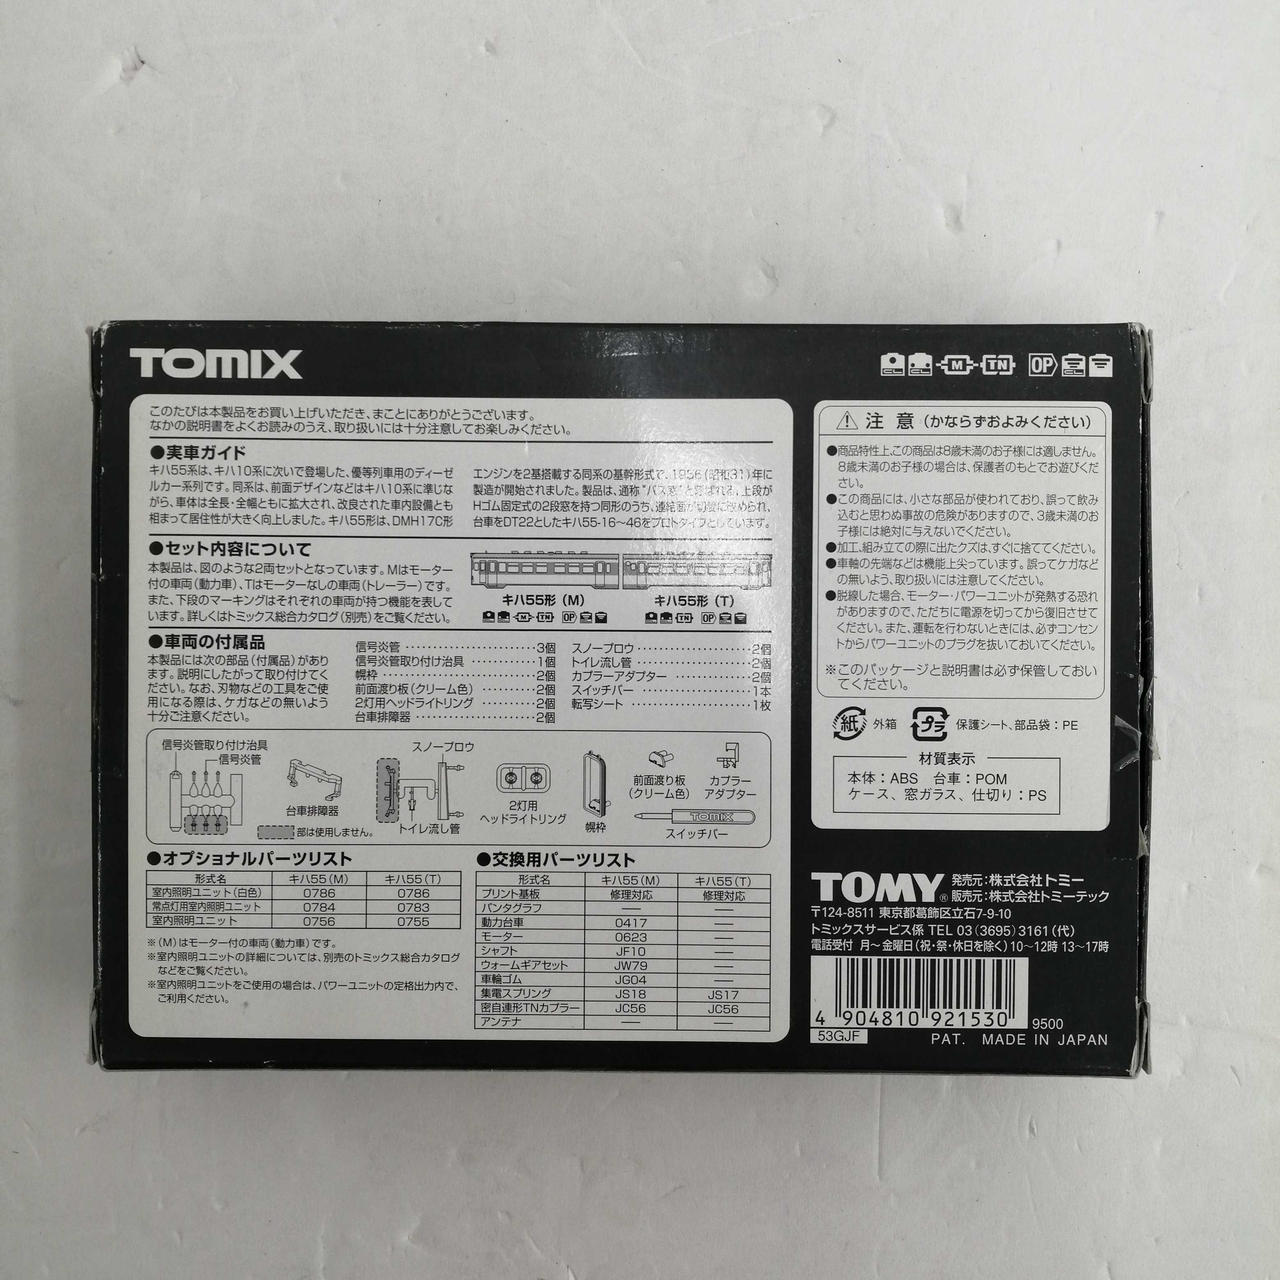 TOMIX
CL CL M TN OP CL
このたびは本製品をお買い上げいただき、まことにありがとうございます。
なかの説明書をよくお読みのうえ、取り扱いには十分注意してお楽しみください。
●実車ガイド
キハ55系は、キハ10系に次いで登場した、優等列車用のディーゼ
ルカー系列です。同系は、前面デザインなどはキハ10系に準じな
がら、車体は全長・全幅ともに拡大され、改良された車内設備とも
相まって居住性が大きく向上しました。キハ55形は、DMH17C形
エンジンを2基搭載する同系の基幹形式で、1956(昭和31)年に
製造が開始されました。製品は、通称"バス窓"と呼ばれる、上段が
Hゴム固定式の2段窓を持つ同形のうち、連結面が切妻に改められ、
台車をDT22としたキハ55-16〜46をプロトタイプとしています。
●セット内容について
本製品は、図のような2両セットとなっています。Mはモーター
付の車両(動力車)、Tはモーターなしの車両(トレーラー)です。
また、下段のマーキングはそれぞれの車両が持つ機能を表して
います。詳しくはトミックス総合カタログ(別売)をご覧ください。
キハ55形(M) キハ55形(T)
●車両の付属品
本製品には次の部品(付属品)があり
ます。説明にしたがって取り付けてく
ださい。なお、刃物などの工具をご使
用になる際は、ケガなどの無いよう
十分ご注意ください。
信号炎管‥‥‥‥‥‥‥3個
信号炎管取り付け治具‥‥‥1個
幌枠‥‥‥‥‥‥‥‥2個
前面渡り板(クリーム色)‥‥‥2個
2灯用ヘッドライトリング‥‥‥2個
台車排障器‥‥‥‥‥‥2個
スノープロウ‥‥‥‥‥‥2個
トイレ流し管‥‥‥‥‥‥2個
カプラーアダプター‥‥‥‥2個
スイッチバー‥‥‥‥‥‥1本
転写シート‥‥‥‥‥‥1枚
信号炎管取り付け治具
信号炎管
台車排障器
部は使用しません。
スノープロウ
トイレ流し管
2灯用
ヘッドライトリング
幌枠
前面渡り板
(クリーム色)
カプラー
アダプター
TOMIX
スイッチバー
●オプショナルパーツリスト
形式名 キハ55(M) キハ55(T)
室内照明ユニット(白色) 0786 0786
常点灯用室内照明ユニット 0784 0783
室内照明ユニット 0756 0755
※(M)はモーター付の車両(動力車)です。
※室内照明ユニットの詳細については、別売のトミックス総合カタログ
などをご覧ください。
※室内照明ユニットをご使用の場合は、パワーユニットの定格出力内で、
ご利用ください。
●交換用パーツリスト
形式名 キハ55(M) キハ55(T)
プリント基板 修理対応 修理対応
パンタグラフ — —
動力台車 0417 —
モーター 0623 —
シャフト JF10 —
ウォームギアセット JW79 —
車輪ゴム JG04 —
集電スプリング JS18 JS17
密自連形TNカプラー JC56 JC56
アンテナ — —
注 意 (かならずおよみください)
●商品特性上、この商品は8歳未満のお子様には適しません。
8歳未満のお子様の場合は、保護者のもとでお遊びくだ
さい。
●この商品には、小さな部品が使われており、誤って飲み
込むと思わぬ事故の危険がありますので、3歳未満のお
子様には絶対に与えないでください。
●加工、組み立ての際に出たクズは、すぐに捨ててください。
●車輪の先端などは機能上尖っています。誤ってケガなど
の無いよう、取り扱いには注意してください。
●脱線した場合、モーター・パワーユニットが発熱する恐れ
がありますので、ただちに電源を切ってから復旧させて
ください。また、運転を行わないときには、必ずコンセン
トからパワーユニットのプラグを抜いておいてください。
※このパッケージと説明書は必ず保管しておい
てください。
紙 外箱 プラ 保護シート、部品袋:PE
材質表示
本体:ABS 台車:POM
ケース、窓ガラス、仕切り:PS
TOMY® 発売元:株式会社トミー
販売元:株式会社トミーテック
〒124-8511 東京都葛飾区立石7-9-10
トミックスサービス係 TEL 03(3695)3161(代)
電話受付 月〜金曜日(祝・祭・休日を除く)10〜12時 13〜17時
4 904810 921530 9500
53GJF PAT. MADE IN JAPAN